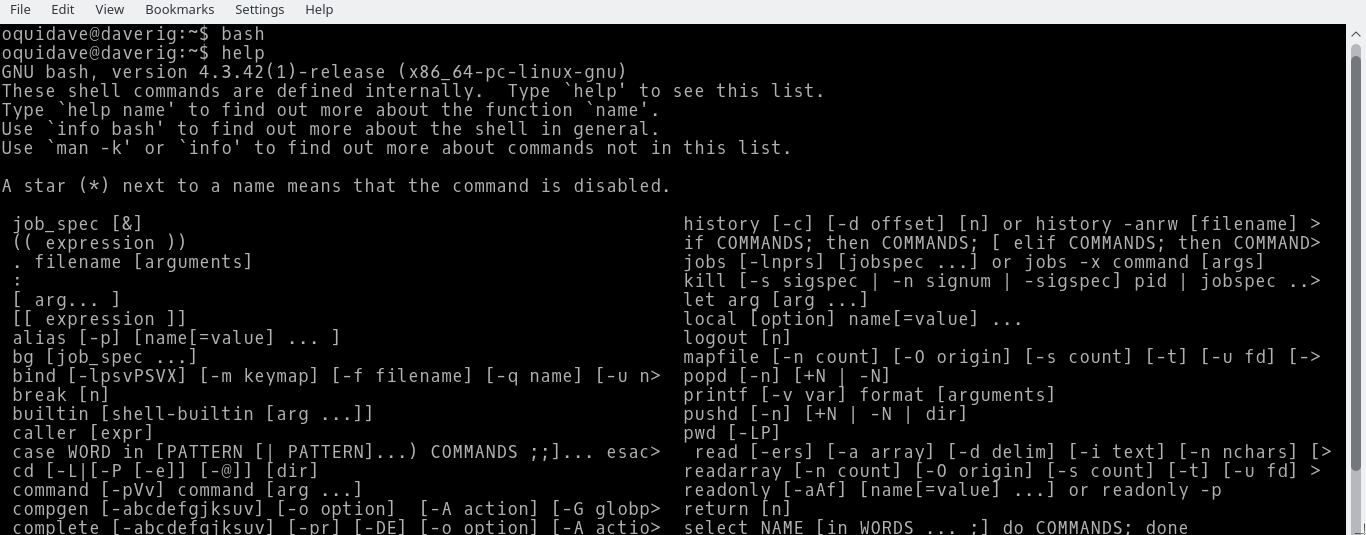 File Edit View Bookmarks Settings Help
oquidave@daverig:~$ bash
oquidave@daverig:~$ help
GNU bash, version 4.3.42(1)-release (x86_64-pc-linux-gnu)
These shell commands are defined internally.  Type `help' to see this list.
Type `help name' to find out more about the function `name'.
Use `info bash' to find out more about the shell in general.
Use `man -k' or `info' to find out more about commands not in this list.
A star (*) next to a name means that the command is disabled.
job_spec [&] history [-c] [-d offset] [n] or history -anrw [filename] >
(( expression )) if COMMANDS; then COMMANDS; [ elif COMMANDS; then COMMAND>
. filename [arguments] jobs [-lnprs] [jobspec ...] or jobs -x command [args]
: kill [-s sigspec | -n signum | -sigspec] pid | jobspec ..>
[ arg... ] let arg [arg ...]
[[ expression ]] local [option] name[=value] ...
alias [-p] [name[=value] ... ] logout [n]
bg [job_spec ...] mapfile [-n count] [-O origin] [-s count] [-t] [-u fd] [->
bind [-lpsvPSVX] [-m keymap] [-f filename] [-q name] [-u n> popd [-n] [+N | -N]
break [n] printf [-v var] format [arguments]
builtin [shell-builtin [arg ...]] pushd [-n] [+N | -N | dir]
caller [expr] pwd [-LP]
case WORD in [PATTERN [| PATTERN]...) COMMANDS ;;]... esac> read [-ers] [-a array] [-d delim] [-i text] [-n nchars] [>
cd [-L|[-P [-e]] [-@]] [dir] readarray [-n count] [-O origin] [-s count] [-t] [-u fd] >
command [-pVv] command [arg ...] readonly [-aAf] [name[=value] ...] or readonly -p
compgen [-abcdefgjksuv] [-o option]  [-A action] [-G globp> return [n]
complete [-abcdefgjksuv] [-pr] [-DE] [-o option] [-A actio> select NAME [in WORDS ... ;] do COMMANDS; done